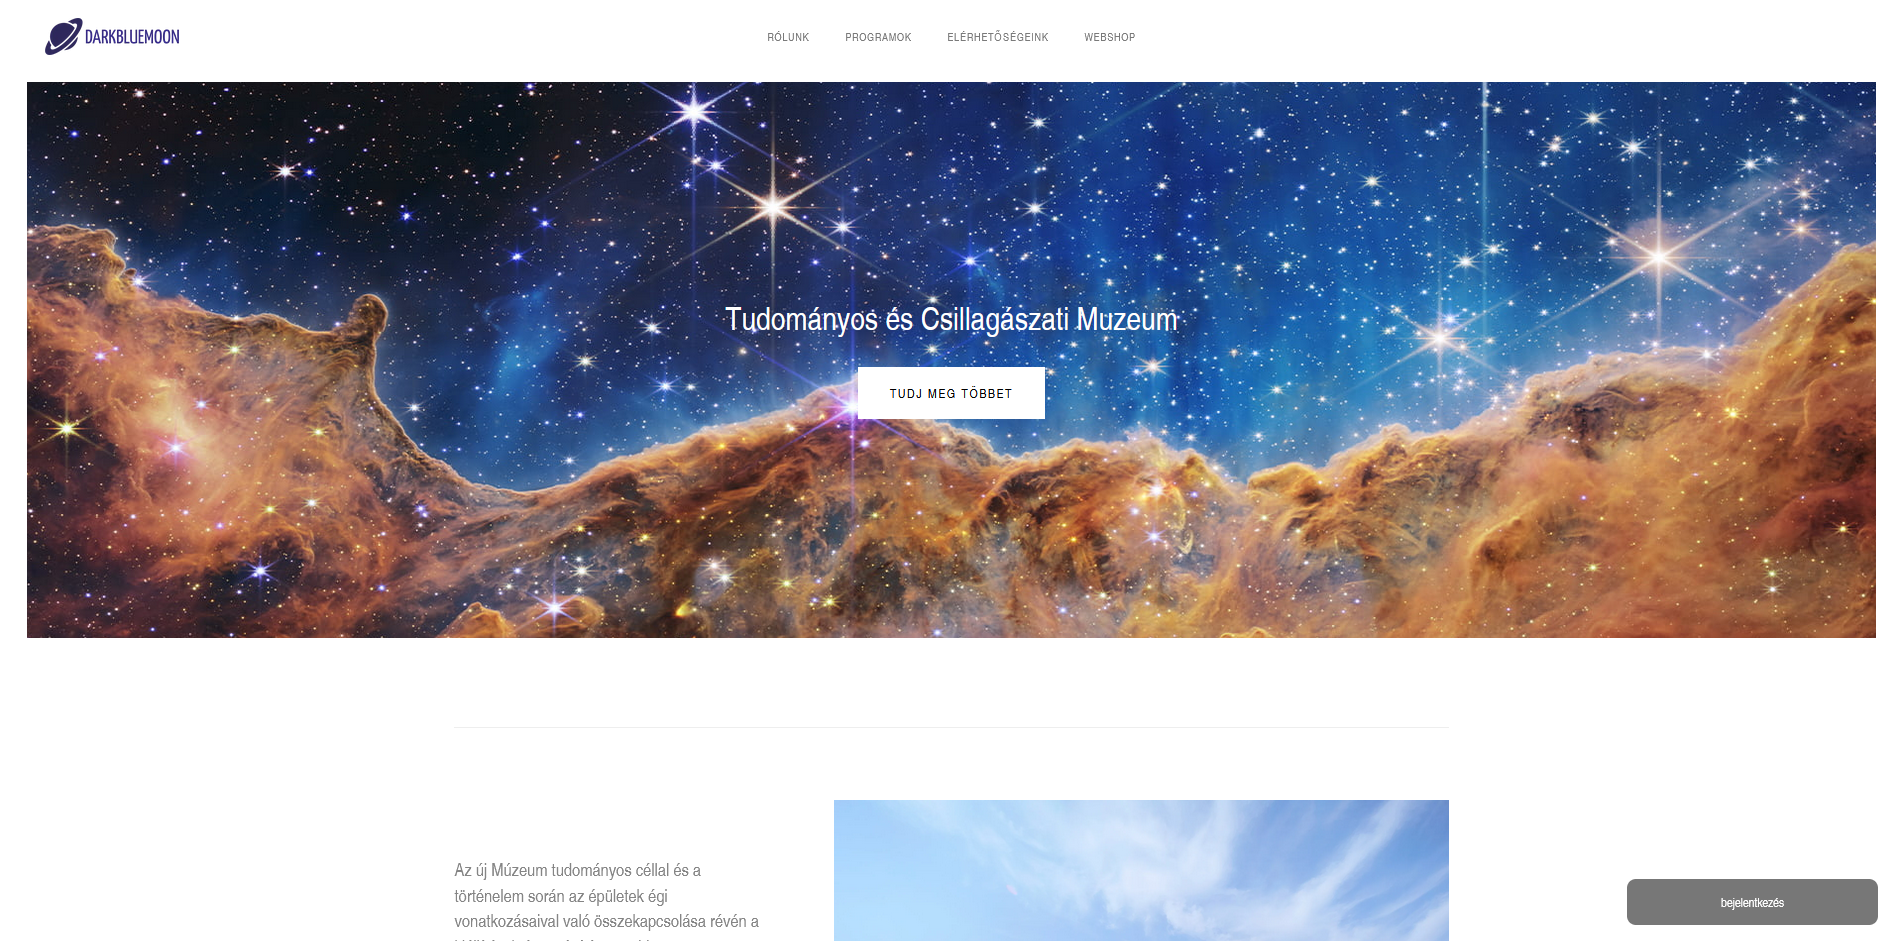 DARKBLUEMOON
RÓLUNK PROGRAMOK ELÉRHETŐSÉGEINK WEBSHOP
Tudományos és Csillagászati Muzeum
TUDJ MEG TÖBBET
Az új Múzeum tudományos céllal és a
történelem során az épületek égi
vonatkozásaival való összekapcsolása révén a
bejelentkezés